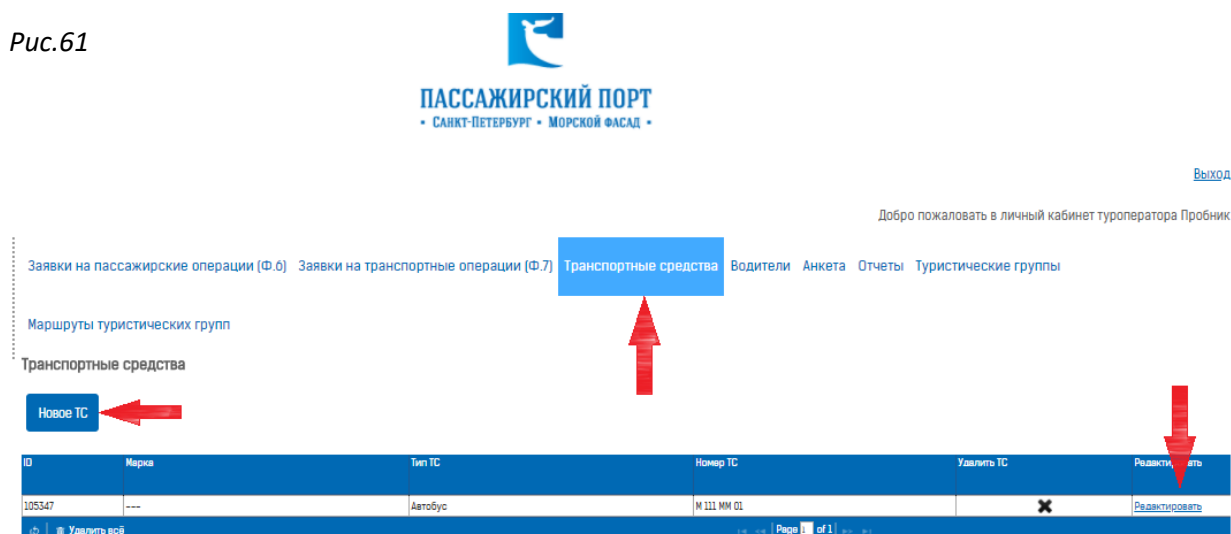 Рис.61
ПАССАЖИРСКИЙ ПОРТ
• САНКТ-ПЕТЕРБУРГ • МОРСКОЙ ФАСАД •
Выход
Добро пожаловать в личный кабинет туроператора Пробник
Заявки на пассажирские операции (Ф.6) Заявки на транспортные операции (Ф.7) Транспортные средства Водители Анкета Отчеты Туристические группы
Маршруты туристических групп
Транспортные средства
Новое ТС
ID Марка Тип ТС Номер ТС Удалить ТС Редактировать
105347 --- Автобус М 111 ММ 01 Редактировать
Удалить всё Page 1 of 1